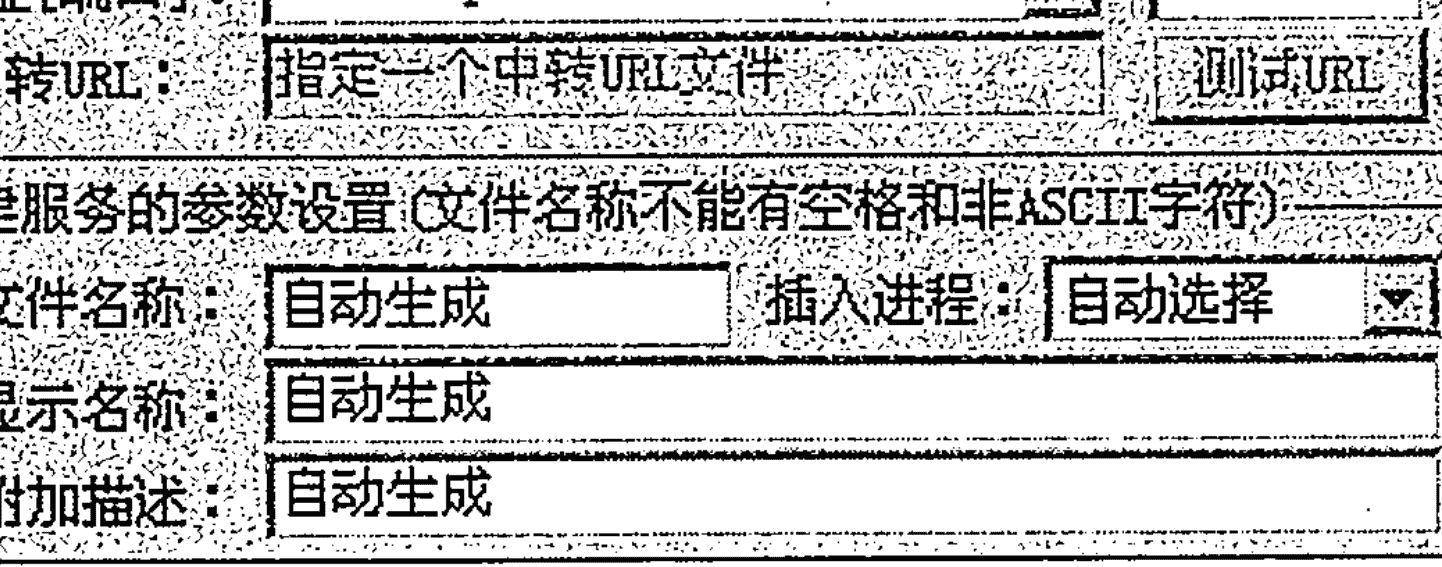 转URL： 指定一个中转URL文件 测试URL
服务的参数设置(文件名称不能有空格和非ASCII字符)
文件名称： 自动生成 插入进程： 自动选择
显示名称： 自动生成
附加描述： 自动生成